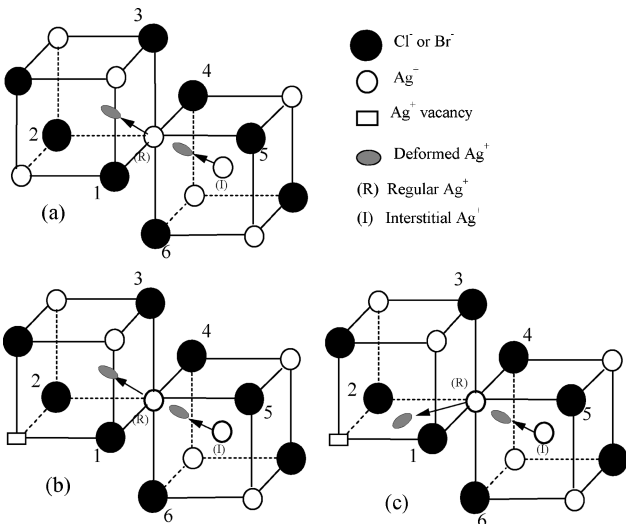 3
4
2
5
(R)
(I)
1
(a)
6
Cl⁻ or Br⁻
Ag⁺
Ag⁺ vacancy
Deformed Ag⁺
(R) Regular Ag⁺
(I) Interstitial Ag⁺
3
4
2
5
(R)
(I)
1
(b)
6
3
4
(R)
2
5
1
(I)
(c)
6